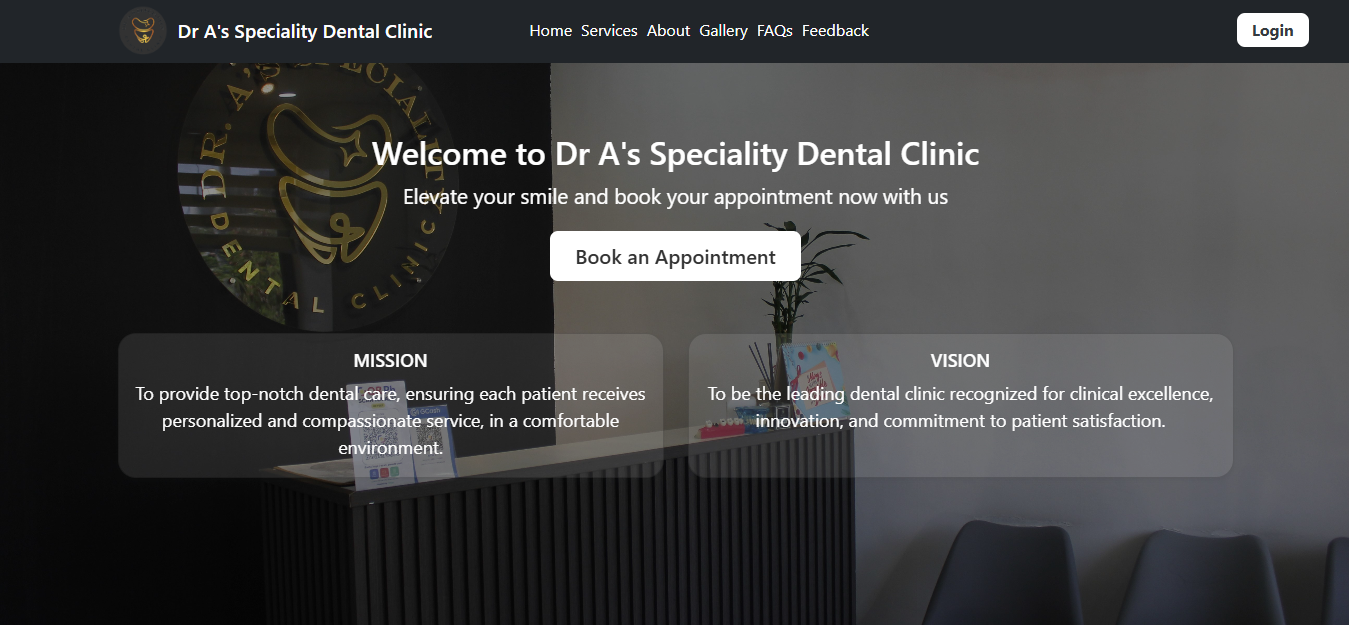 Dr A's Speciality Dental Clinic
Home Services About Gallery FAQs Feedback
Login
DR. A'S SPECIALITY
DENTAL CLINIC
Welcome to Dr A's Speciality Dental Clinic
Elevate your smile and book your appointment now with us
Book an Appointment
MISSION
To provide top-notch dental care, ensuring each patient receives
personalized and compassionate service, in a comfortable
environment.
VISION
To be the leading dental clinic recognized for clinical excellence,
innovation, and commitment to patient satisfaction.